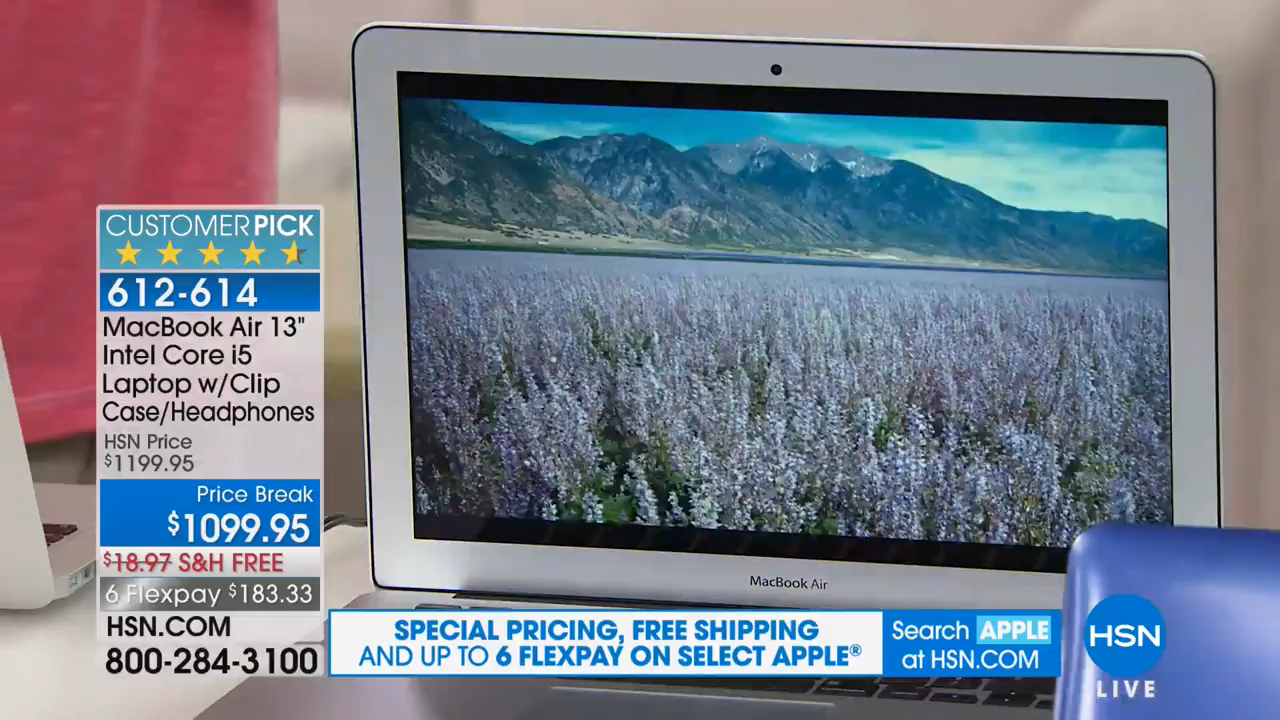 CUSTOMERPICK
612-614
MacBook Air 13"
Intel Core i5
Laptop w/Clip
Case/Headphones
HSN Price
$1199.95
Price Break
$1099.95
$18.97 S&H FREE
6 Flexpay $183.33
HSN.COM
800-284-3100
MacBook Air
SPECIAL PRICING, FREE SHIPPING
AND UP TO 6 FLEXPAY ON SELECT APPLE®
Search APPLE
at HSN.COM
HSN
LIVE